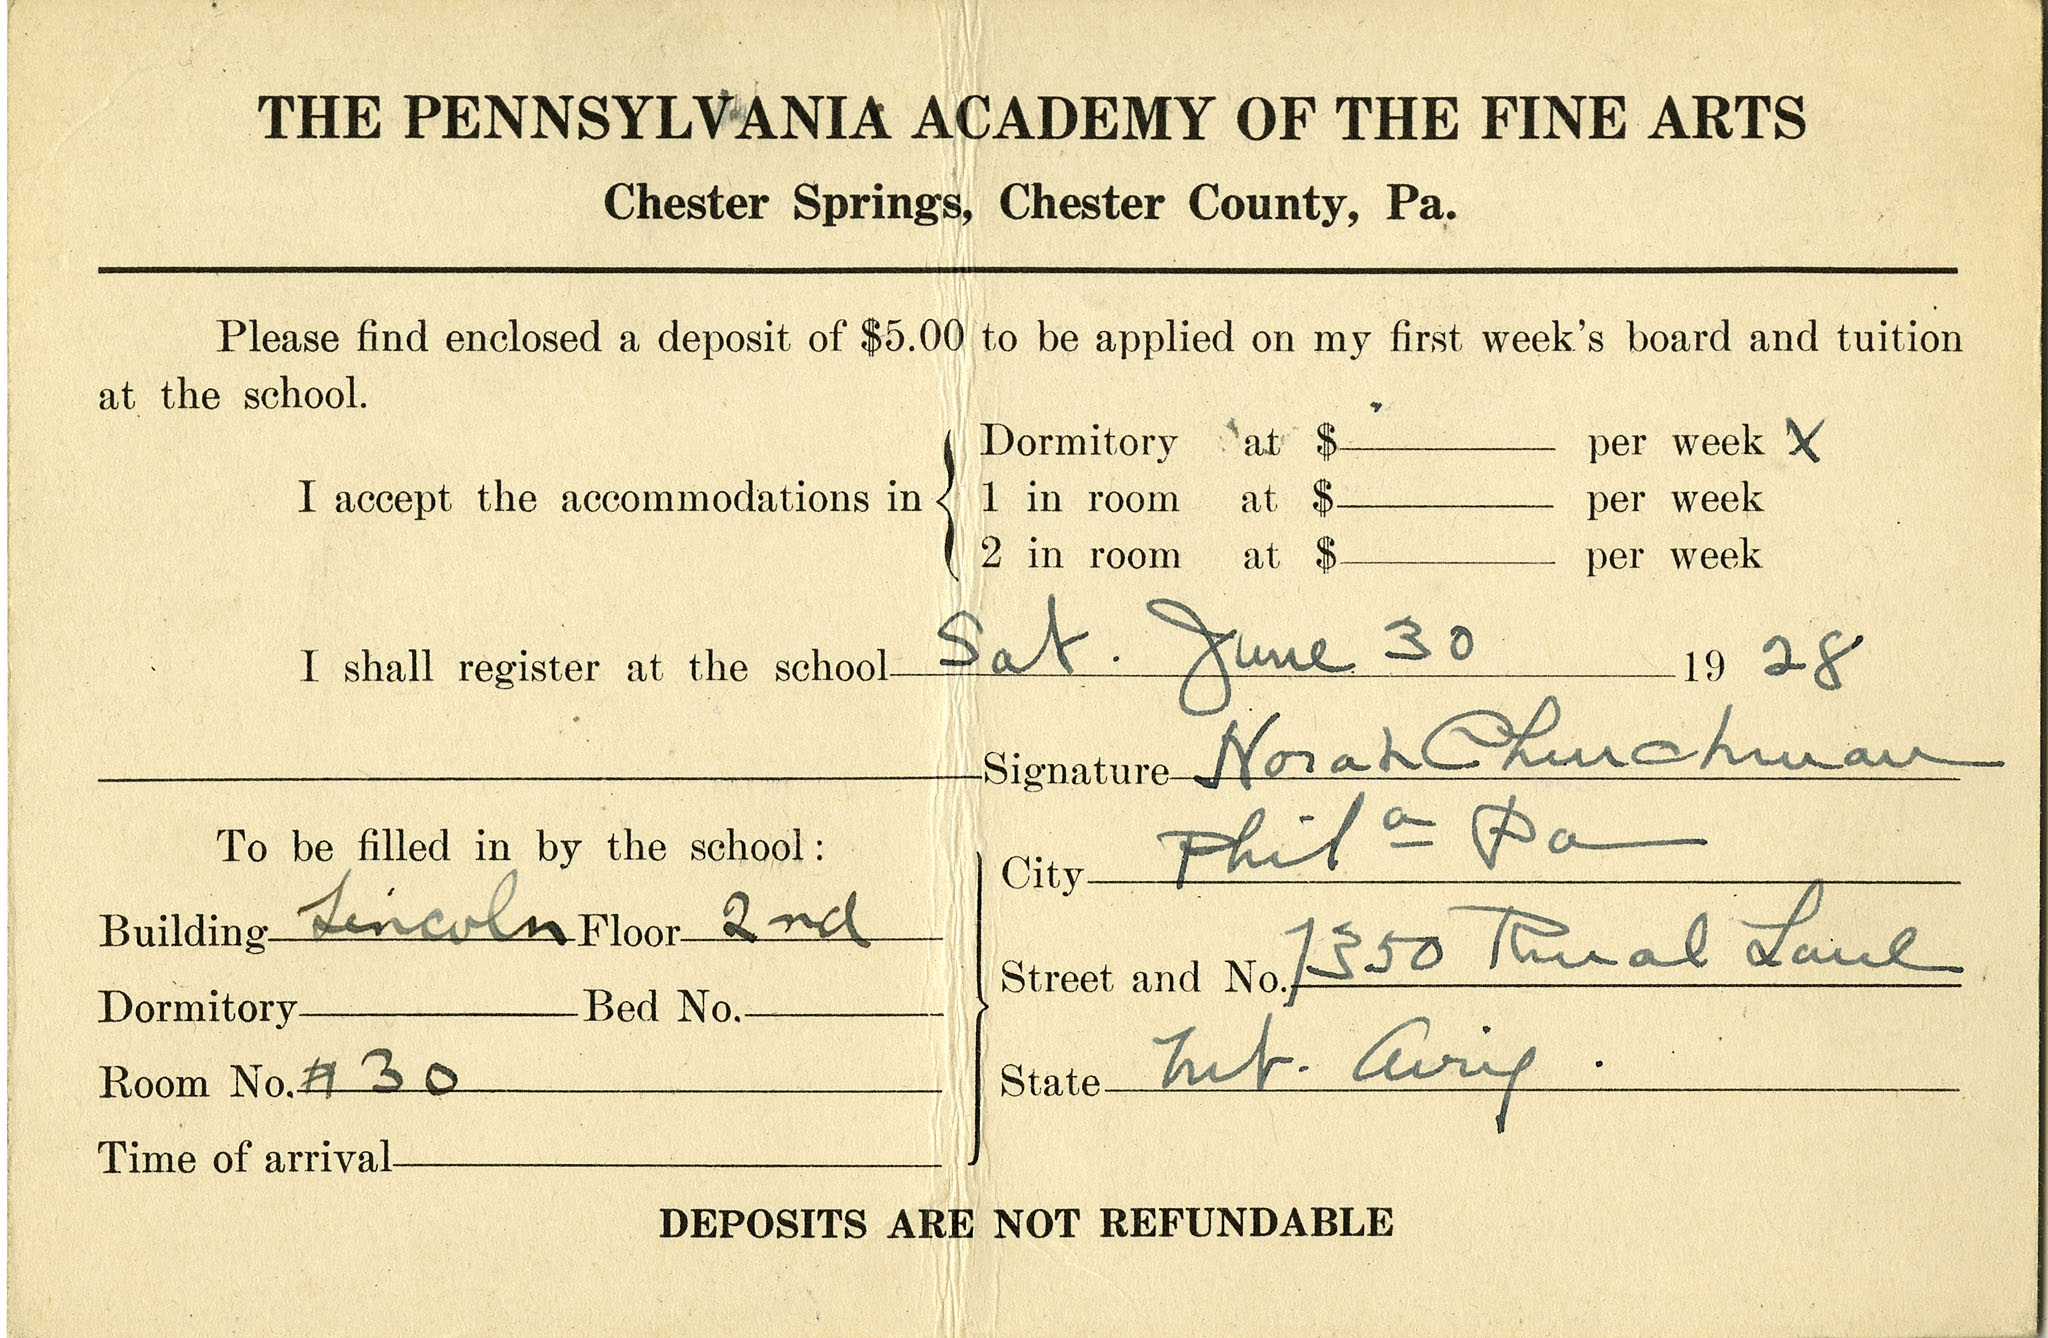 THE PENNSYLVANIA ACADEMY OF THE FINE ARTS
Chester Springs, Chester County, Pa.
Please find enclosed a deposit of $5.00 to be applied on my first week's board and tuition
at the school.
I accept the accommodations in
Dormitory at $ per week X
1 in room at $ per week
2 in room at $ per week
I shall register at the school Sat. June 30 19 28
Signature Norah Churchman
To be filled in by the school:
Building Lincoln Floor 2nd
Dormitory Bed No.
Room No. # 30
Time of arrival
City Phila Pa
Street and No. 7350 Rural Lane
State Mt. Airy.
DEPOSITS ARE NOT REFUNDABLE